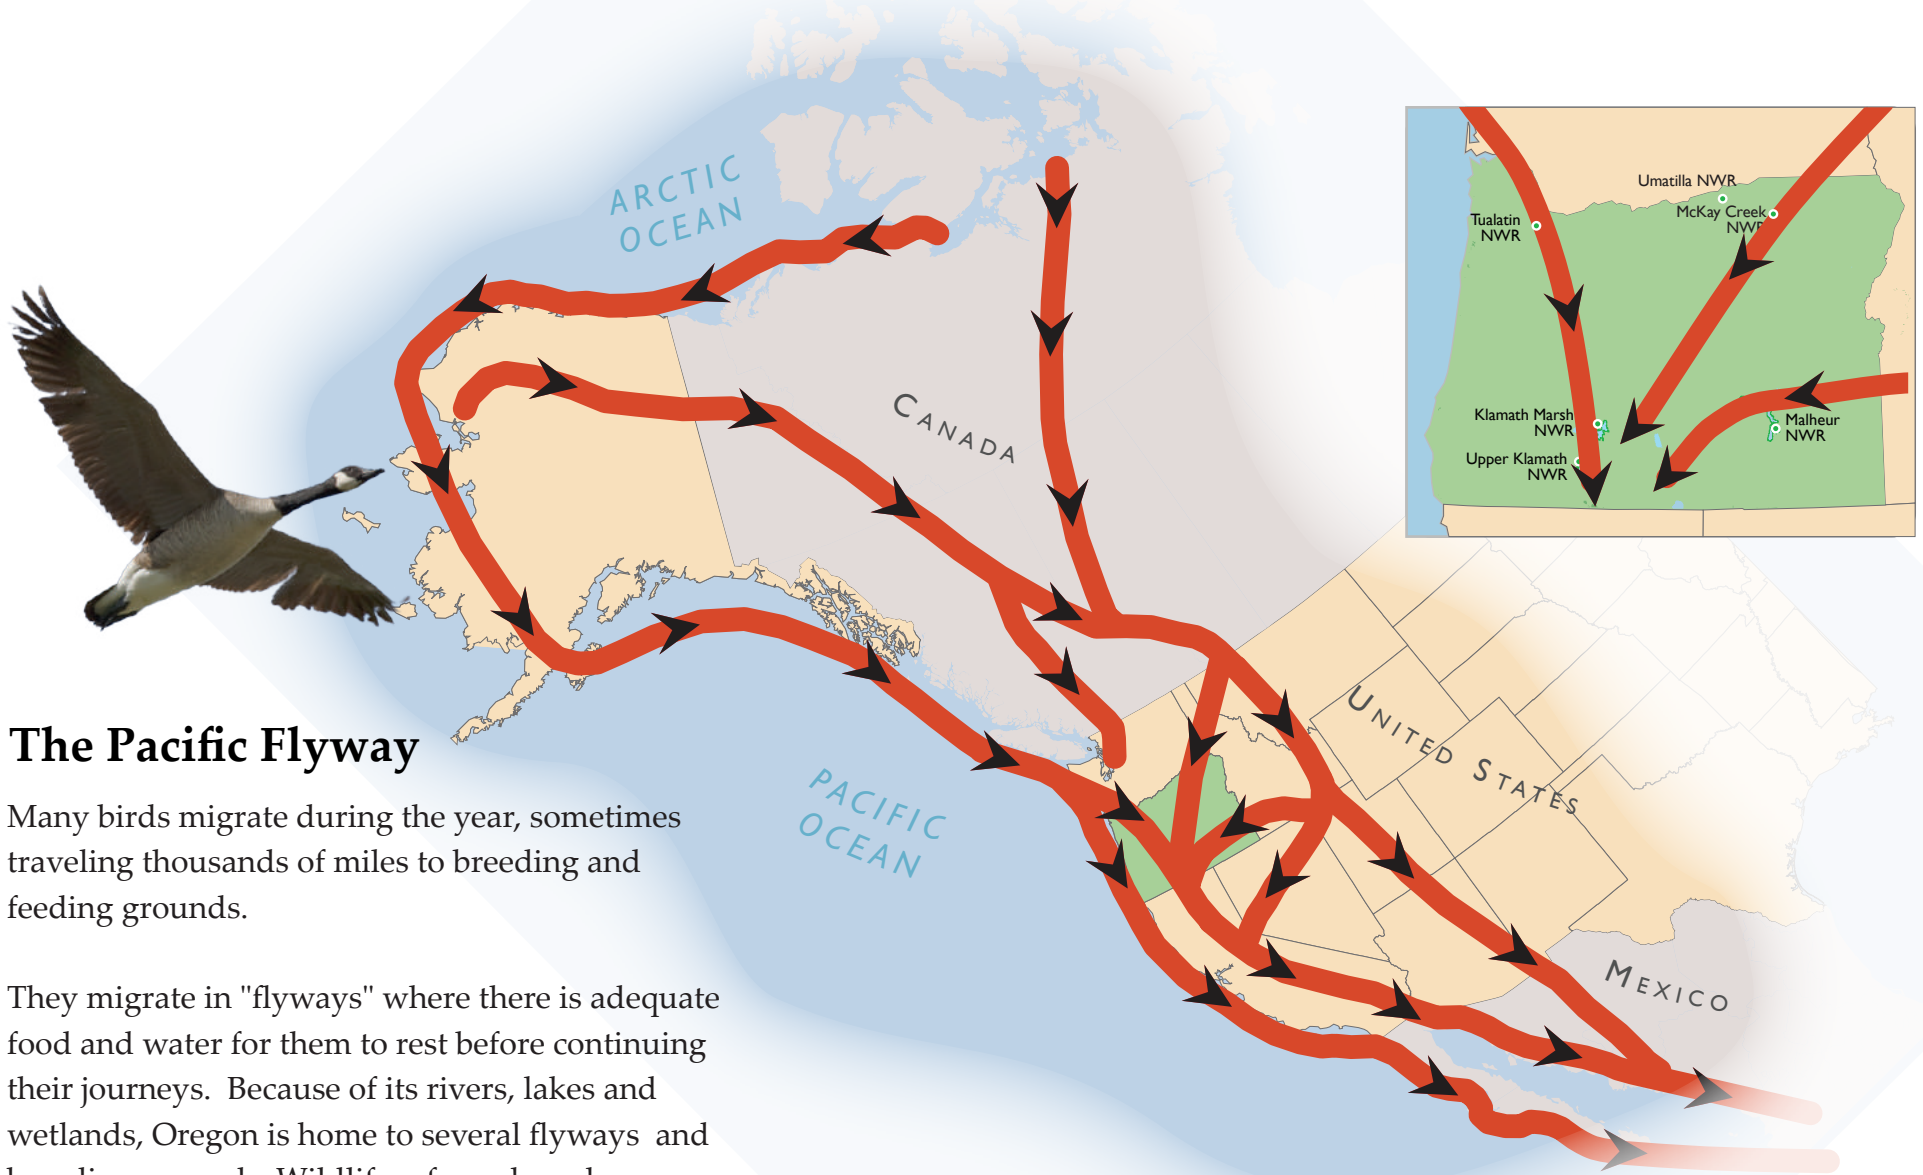 ARCTIC
OCEAN
CANADA
UNITED STATES
MEXICO
PACIFIC
OCEAN
Umatilla NWR
McKay Creek
NWR
Tualatin
NWR
Klamath Marsh
NWR
Upper Klamath
NWR
Malheur
NWR
The Pacific Flyway
Many birds migrate during the year, sometimes
traveling thousands of miles to breeding and
feeding grounds.
They migrate in "flyways" where there is adequate
food and water for them to rest before continuing
their journeys.  Because of its rivers, lakes and
wetlands, Oregon is home to several flyways  and